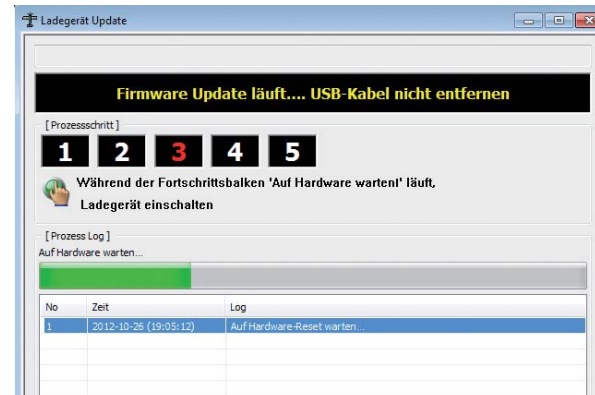 Ladegerät Update
Firmware Update läuft.... USB-Kabel nicht entfernen
[ Prozessschritt ]
1 2 3 4 5
Während der Fortschrittsbalken 'Auf Hardware wartenl' läuft,
Ladegerät einschalten
[ Prozess Log ]
Auf Hardware warten...
No Zeit Log
1 2012-10-26 (19:05:12) Auf Hardware-Reset warten...